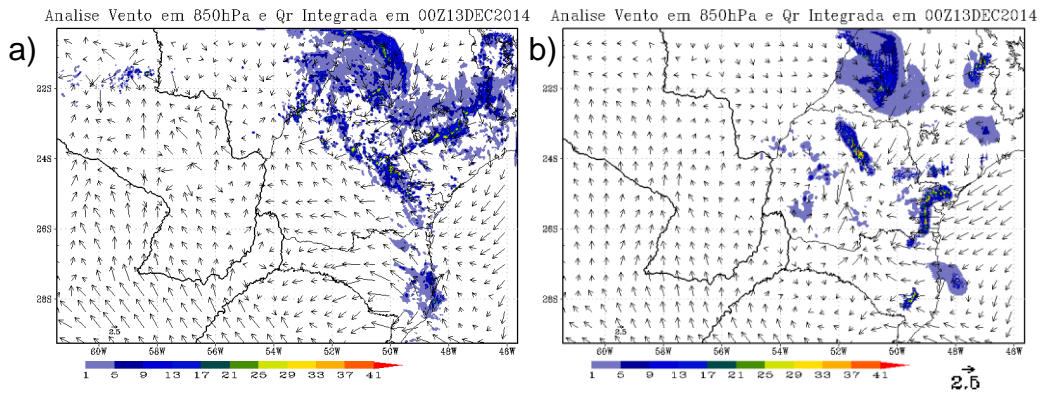 Analise Vento em 850hPa e Qr Integrada em 00Z13DEC2014
a)
22S
24S
26S
28S
2.5
60W 58W 56W 54W 52W 50W 48W 46W
1 5 9 13 17 21 25 29 33 37 41
Analise Vento em 850hPa e Qr Integrada em 00Z13DEC2014
b)
22S
24S
26S
28S
2.5
60W 58W 56W 54W 52W 50W 48W 46W
1 5 9 13 17 21 25 29 33 37 41
2.5